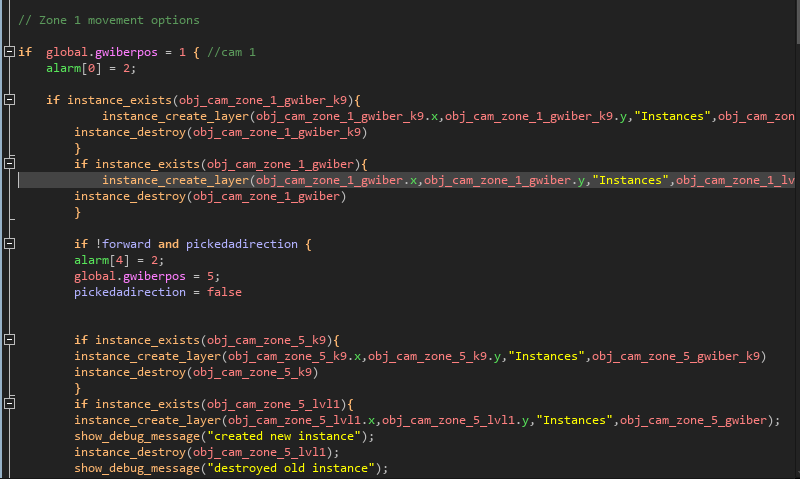 // Zone 1 movement options
if global.gwiberpos = 1 { //cam 1
alarm[0] = 2;
if instance_exists(obj_cam_zone_1_gwiber_k9){
instance_create_layer(obj_cam_zone_1_gwiber_k9.x,obj_cam_zone_1_gwiber_k9.y,"Instances",obj_cam_zon
instance_destroy(obj_cam_zone_1_gwiber_k9)
}
if instance_exists(obj_cam_zone_1_gwiber){
instance_create_layer(obj_cam_zone_1_gwiber.x,obj_cam_zone_1_gwiber.y,"Instances",obj_cam_zone_1_lv
instance_destroy(obj_cam_zone_1_gwiber)
}
if !forward and pickedadirection {
alarm[4] = 2;
global.gwiberpos = 5;
pickedadirection = false
if instance_exists(obj_cam_zone_5_k9){
instance_create_layer(obj_cam_zone_5_k9.x,obj_cam_zone_5_k9.y,"Instances",obj_cam_zone_5_gwiber_k9)
instance_destroy(obj_cam_zone_5_k9)
}
if instance_exists(obj_cam_zone_5_lvl1){
instance_create_layer(obj_cam_zone_5_lvl1.x,obj_cam_zone_5_lvl1.y,"Instances",obj_cam_zone_5_gwiber);
show_debug_message("created new instance");
instance_destroy(obj_cam_zone_5_lvl1);
show_debug_message("destroyed old instance");